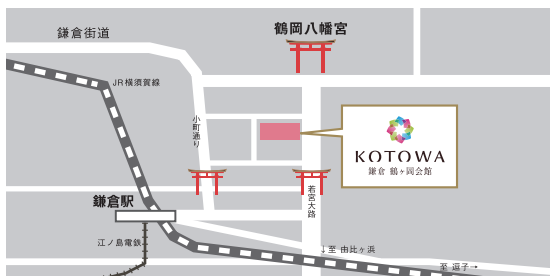 鎌倉街道
鶴岡八幡宮
JR横須賀線
小町通り
KOTOWA
鎌倉 鶴ヶ岡会館
鎌倉駅
若宮大路
江ノ島電鉄
↓至 由比ヶ浜
至 逗子→